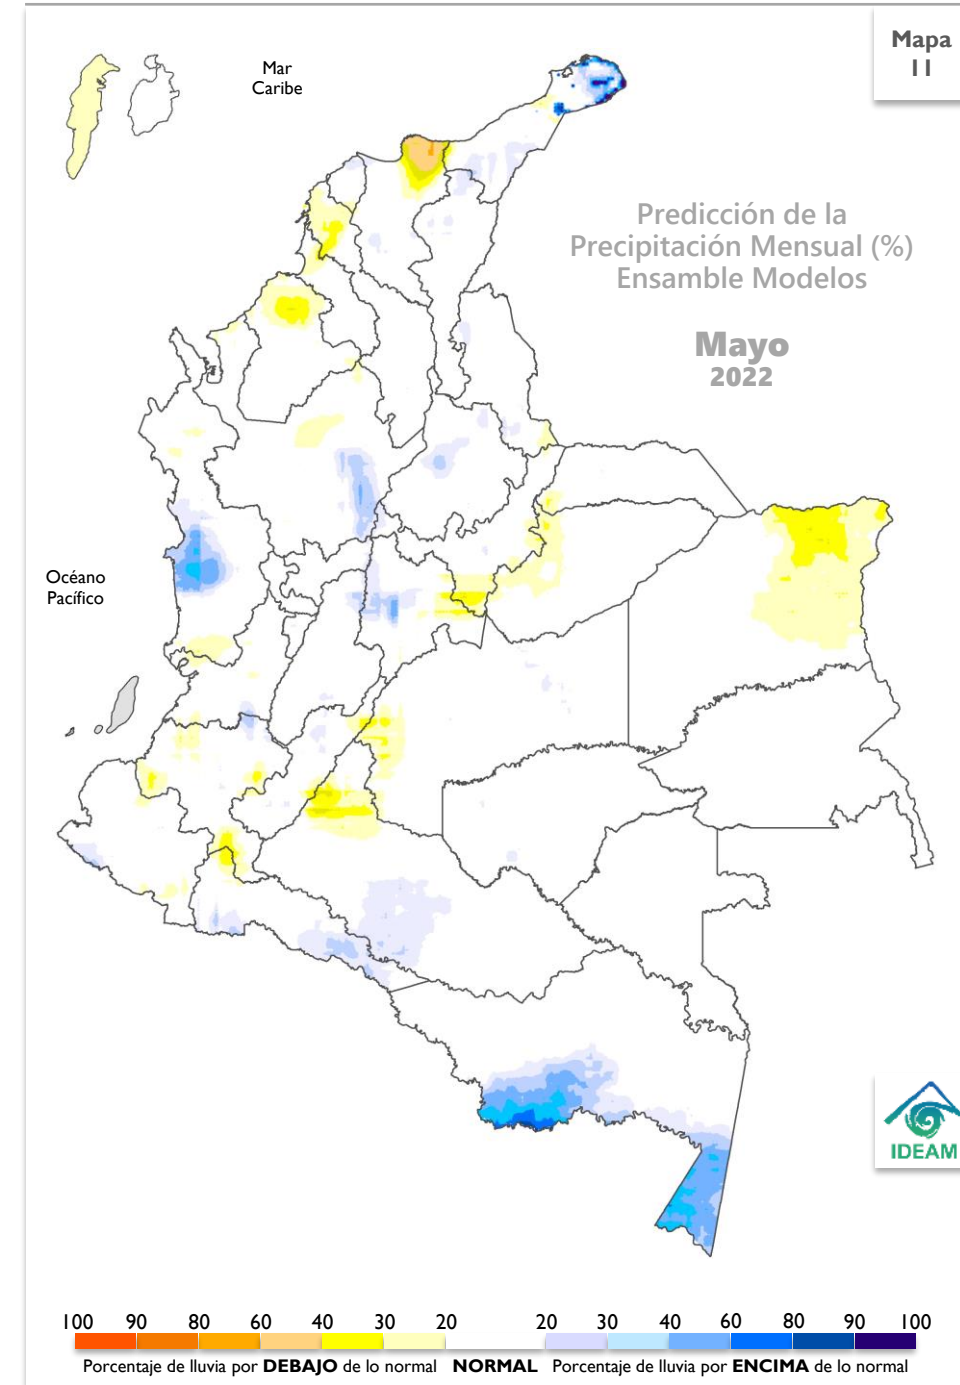 Mapa
11
Mar
Caribe
Predicción de la
Precipitación Mensual (%)
Ensamble Modelos
Mayo
2022
Océano
Pacífico
IDEAM
100 90 80 60 40 30 20 20 30 40 60 80 90 100
Porcentaje de lluvia por DEBAJO de lo normal NORMAL Porcentaje de lluvia por ENCIMA de lo normal